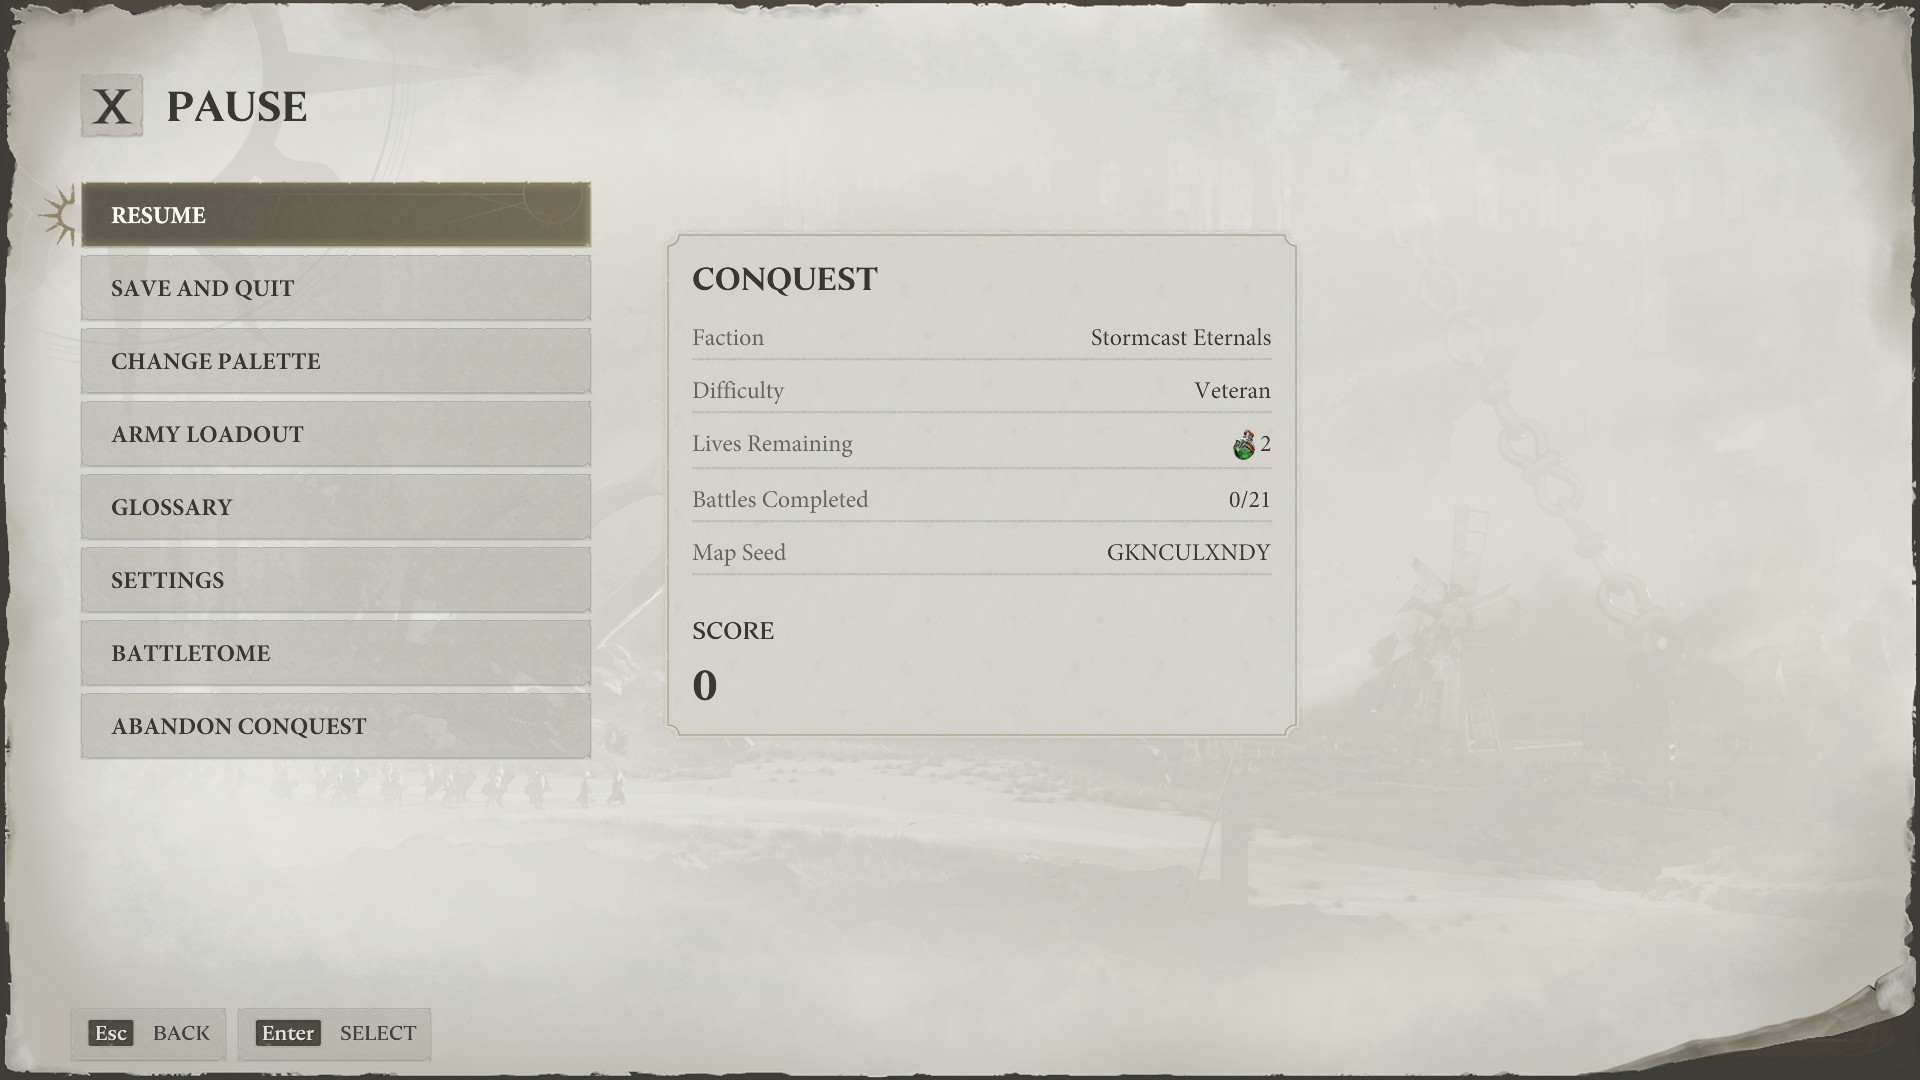 X PAUSE
RESUME
SAVE AND QUIT
CHANGE PALETTE
ARMY LOADOUT
GLOSSARY
SETTINGS
BATTLETOME
ABANDON CONQUEST
CONQUEST
Faction Stormcast Eternals
Difficulty Veteran
Lives Remaining 2
Battles Completed 0/21
Map Seed GKNCULXNDY
SCORE
0
Esc BACK Enter SELECT